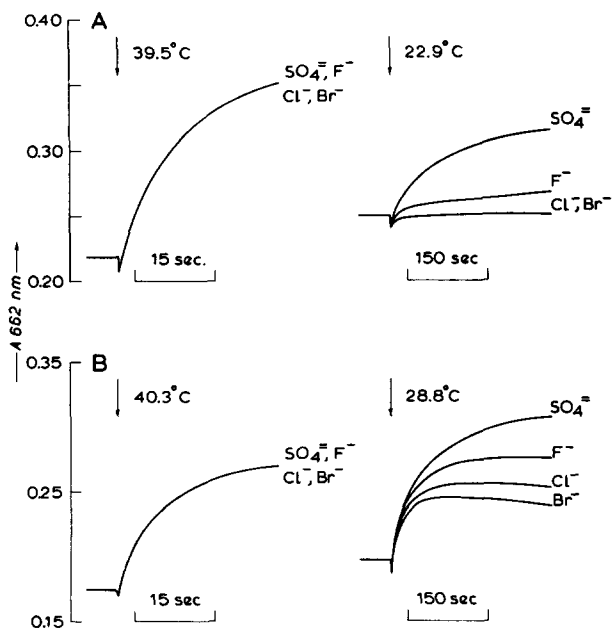 A
0.40
0.30
0.20
39.5°C
SO₄⁼, F⁻
Cl⁻, Br⁻
15 sec.
22.9°C
SO₄⁼
F⁻
Cl⁻, Br⁻
150 sec.
A 662 nm
B
0.35
0.25
0.15
40.3°C
SO₄⁼, F⁻
Cl⁻, Br⁻
15 sec
28.8°C
SO₄⁼
F⁻
Cl⁻
Br⁻
150 sec